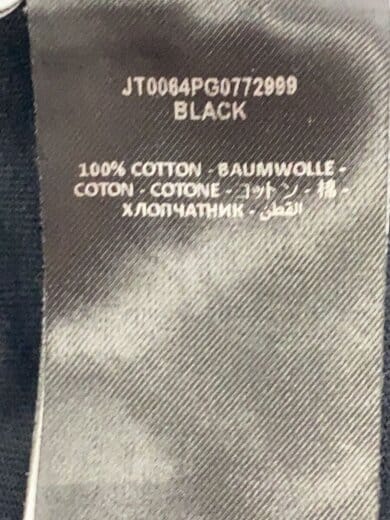 JT0064PG0772999
BLACK
100% COTTON - BAUMWOLLE -
COTON - COTONE - コットン - 棉 -
ХЛОПЧАТНИК - القطن